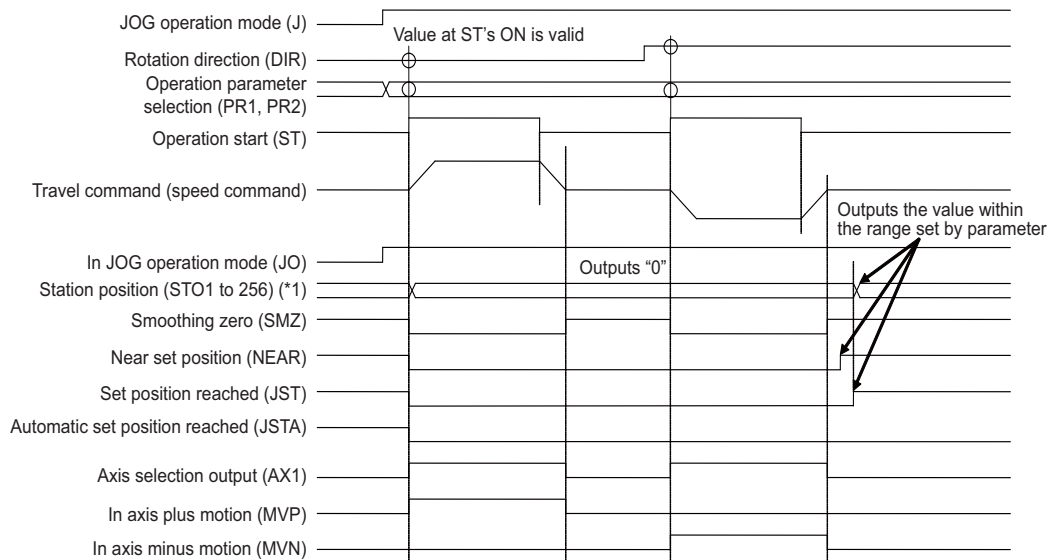 JOG operation mode (J)
Value at ST's ON is valid
Rotation direction (DIR)
Operation parameter
selection (PR1, PR2)
Operation start (ST)
Travel command (speed command)
Outputs the value within
the range set by parameter
In JOG operation mode (JO)
Outputs “0”
Station position (STO1 to 256) (*1)
Smoothing zero (SMZ)
Near set position (NEAR)
Set position reached (JST)
Automatic set position reached (JSTA)
Axis selection output (AX1)
In axis plus motion (MVP)
In axis minus motion (MVN)